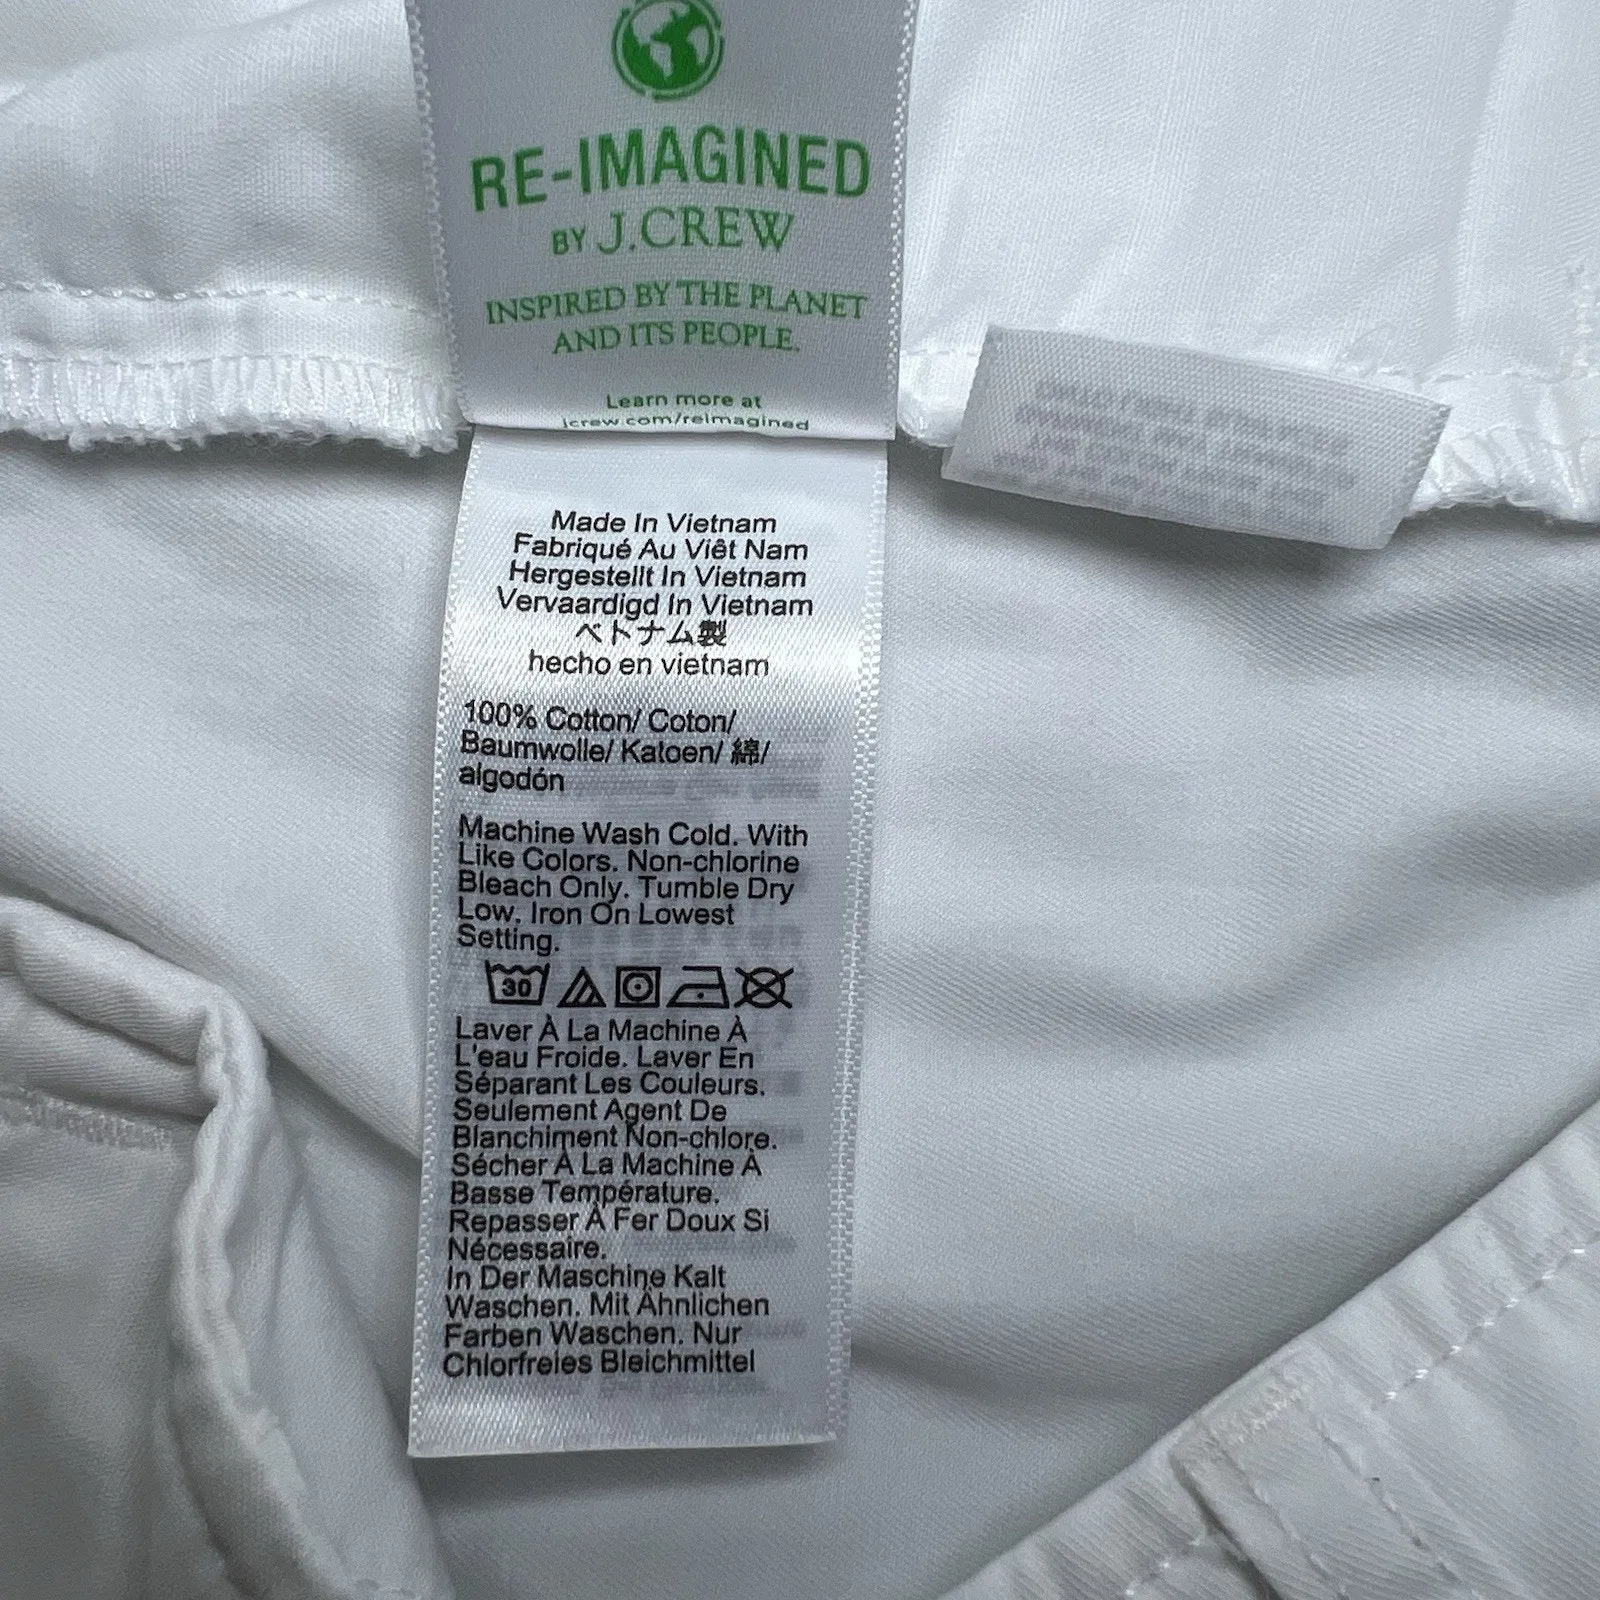 RE-IMAGINED
BY J.CREW
INSPIRED BY THE PLANET
AND ITS PEOPLE.
Learn more at
jcrew.com/reimagined
Made In Vietnam
Fabriqué Au Viêt Nam
Hergestellt In Vietnam
Vervaardigd In Vietnam
ベトナム製
hecho en vietnam
100% Cotton/ Coton/
Baumwolle/ Katoen/ 綿/
algodón
Machine Wash Cold. With
Like Colors. Non-chlorine
Bleach Only. Tumble Dry
Low. Iron On Lowest
Setting.
30
Laver À La Machine À
L'eau Froide. Laver En
Séparant Les Couleurs.
Seulement Agent De
Blanchiment Non-chlore.
Sécher À La Machine À
Basse Température.
Repasser À Fer Doux Si
Nécessaire.
In Der Maschine Kalt
Waschen. Mit Ähnlichen
Farben Waschen. Nur
Chlorfreies Bleichmittel